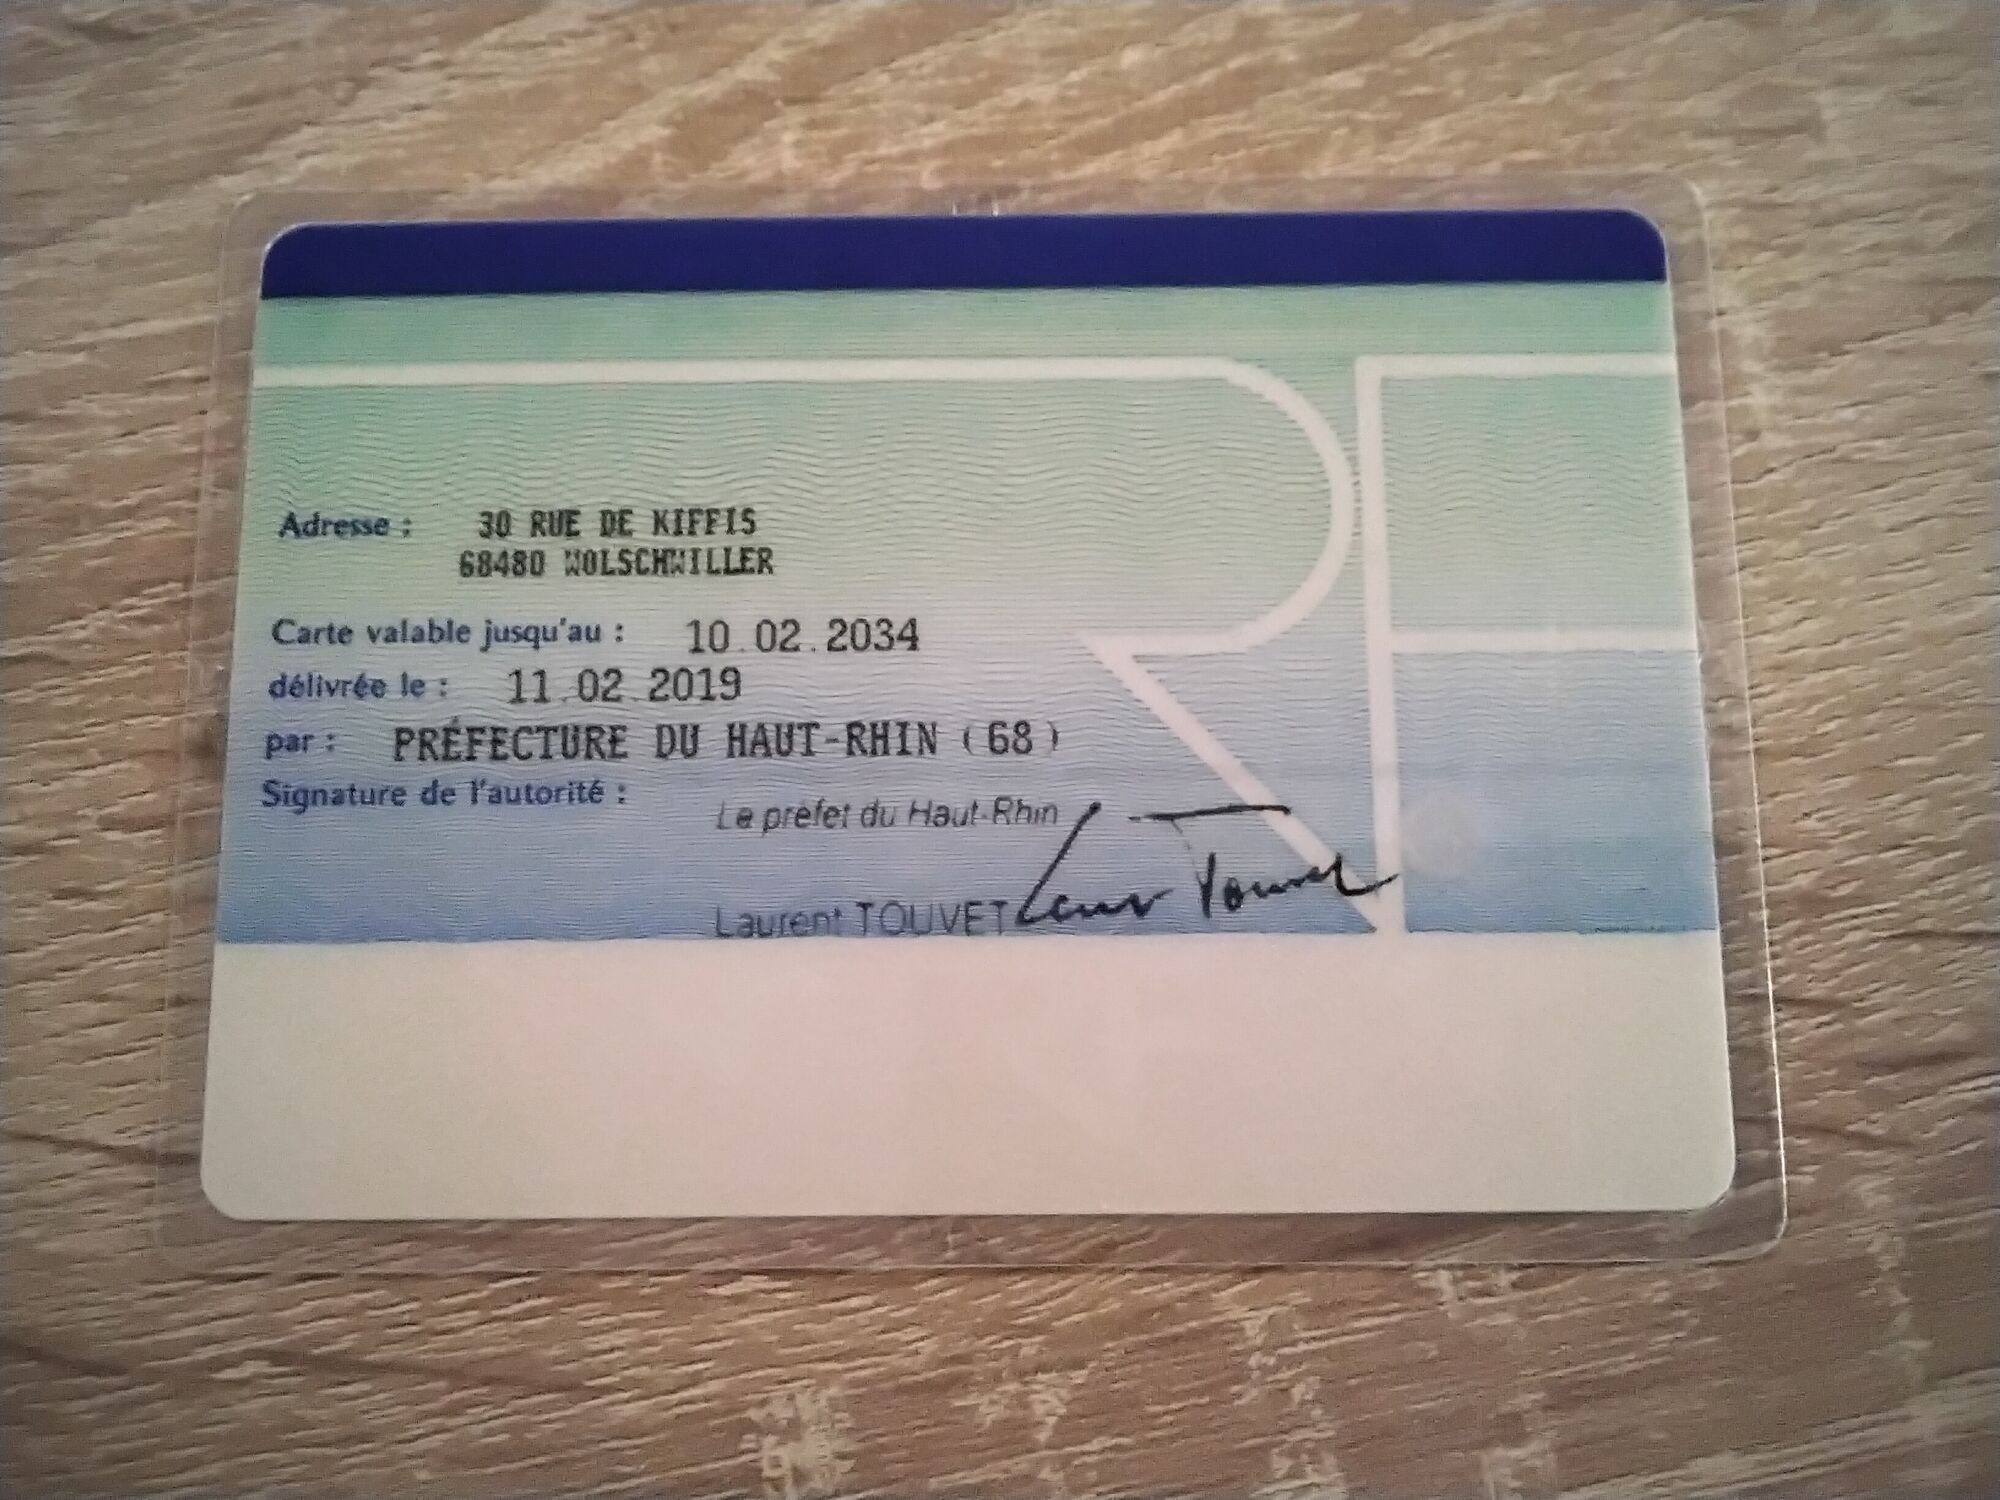 Adresse : 30 RUE DE KIFFIS
68480 WOLSCHWILLER
Carte valable jusqu'au : 10.02.2034
délivrée le : 11.02.2019
par : PRÉFECTURE DU HAUT-RHIN (68)
Signature de l'autorité :
Le préfet du Haut-Rhin
Laurent TOUVET
RF